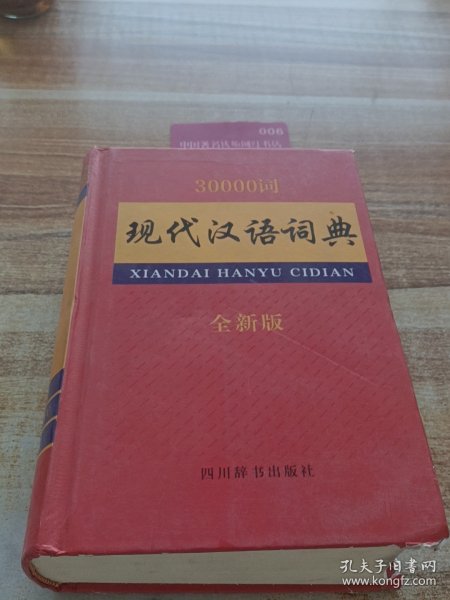 006
30000词
现代汉语词典
XIANDAI HANYU CIDIAN
全新版
四川辞书出版社
孔夫子旧书网
www.kongfz.com